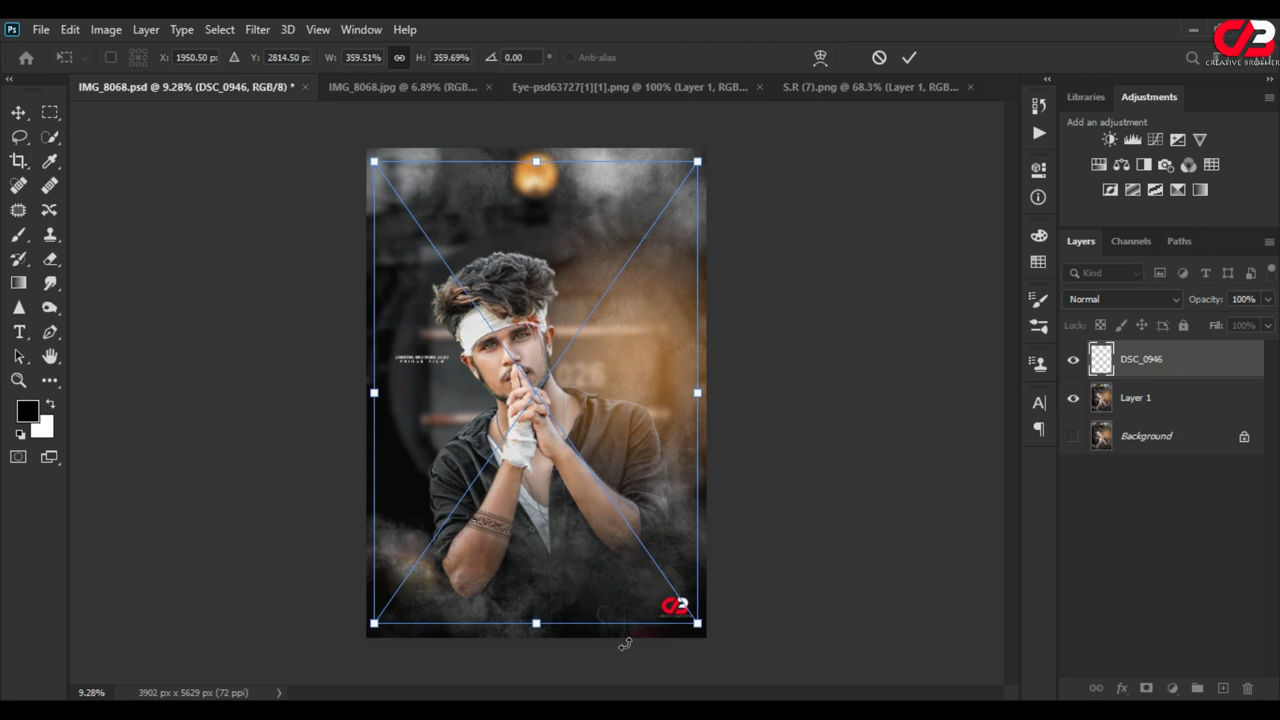 Ps File Edit Image Layer Type Select Filter 3D View Window Help
X: 1950.50 p: Y: 2814.50 p: W: 359.51% H: 359.69% 0.00 ° Anti-alias
CREATIVE BROTHER
IMG_8068.psd @ 9.28% (DSC_0946, RGB/8) * × IMG_8068.jpg @ 6.89% (RGB... × Eye-psd63727[1][1].png @ 100% (Layer 1, RGB... × S.R (7).png @ 68.3% (Layer 1, RGB... ×
Libraries Adjustments
Add an adjustment
Layers Channels Paths
Kind
Normal Opacity: 100%
Lock: Fill: 100%
DSC_0946
Layer 1
Background
9.28% 3902 px x 5629 px (72 ppi)